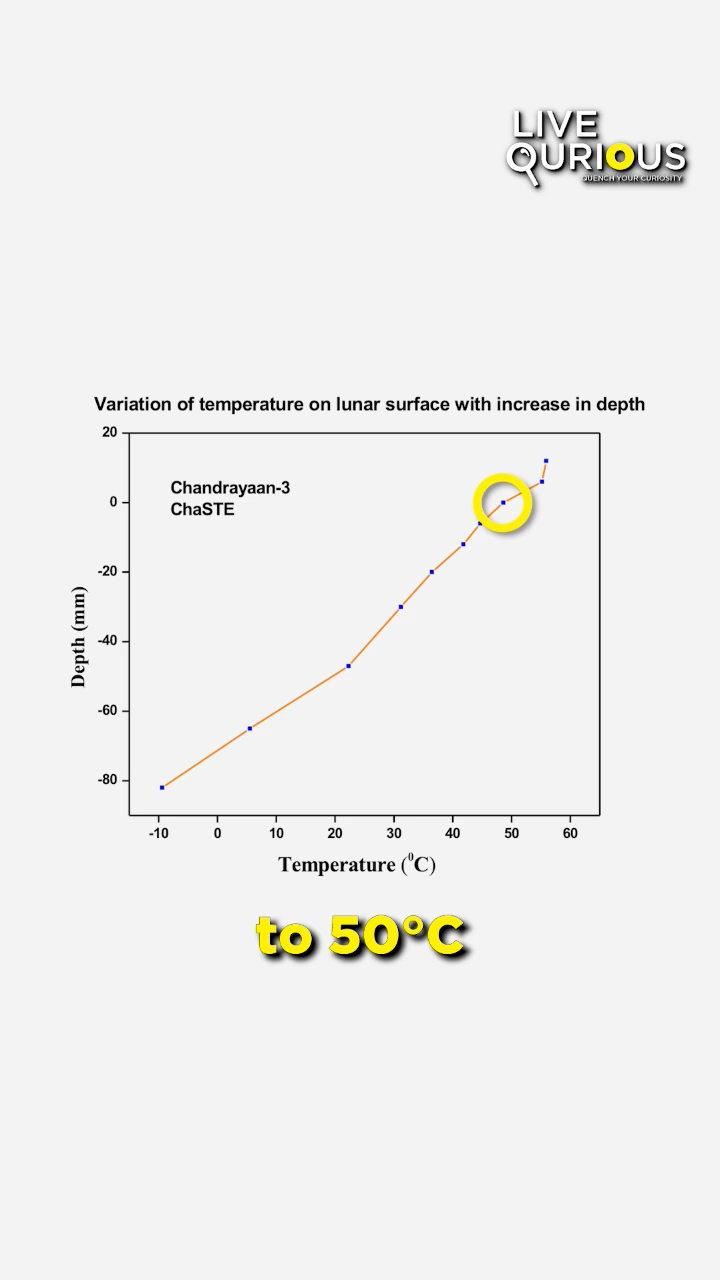 LIVE
QURIOUS
QUENCH YOUR CURIOSITY
Variation of temperature on lunar surface with increase in depth
Chandrayaan-3
ChaSTE
20
0
-20
-40
-60
-80
Depth (mm)
-10 0 10 20 30 40 50 60
Temperature (⁰C)
to 50°C